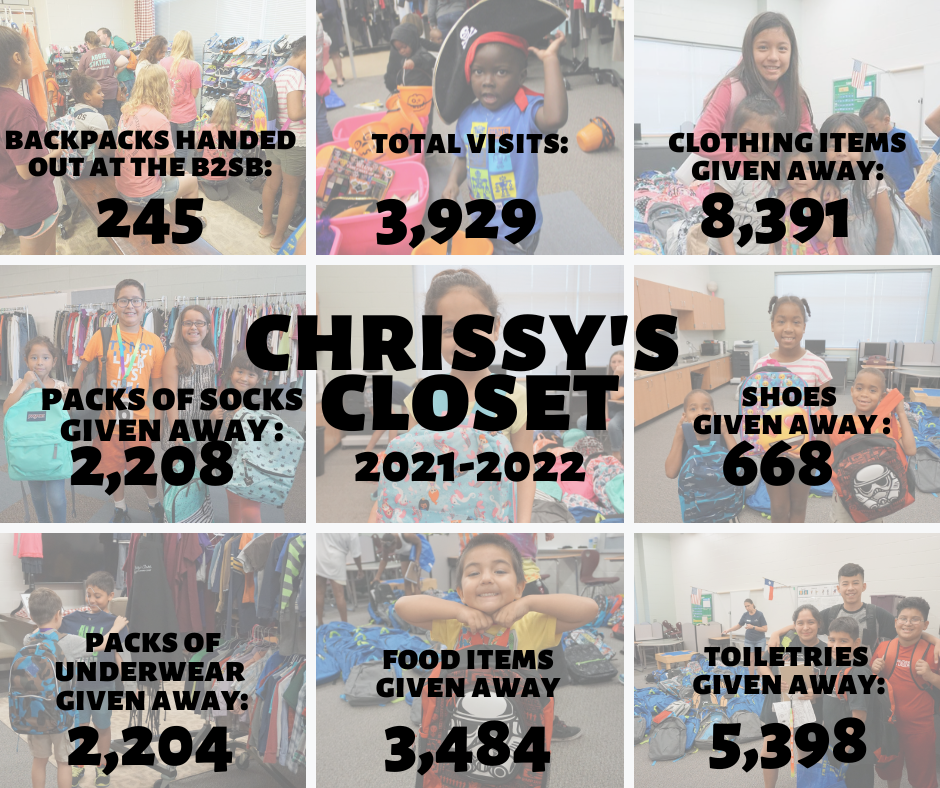 BACKPACKS HANDED
OUT AT THE B2SB:
245
TOTAL VISITS:
3,929
CLOTHING ITEMS
GIVEN AWAY:
8,391
PACKS OF SOCKS
GIVEN AWAY:
2,208
CHRISSY'S
CLOSET
2021-2022
SHOES
GIVEN AWAY:
668
PACKS OF
UNDERWEAR
GIVEN AWAY:
2,204
FOOD ITEMS
GIVEN AWAY
3,484
TOILETRIES
GIVEN AWAY:
5,398